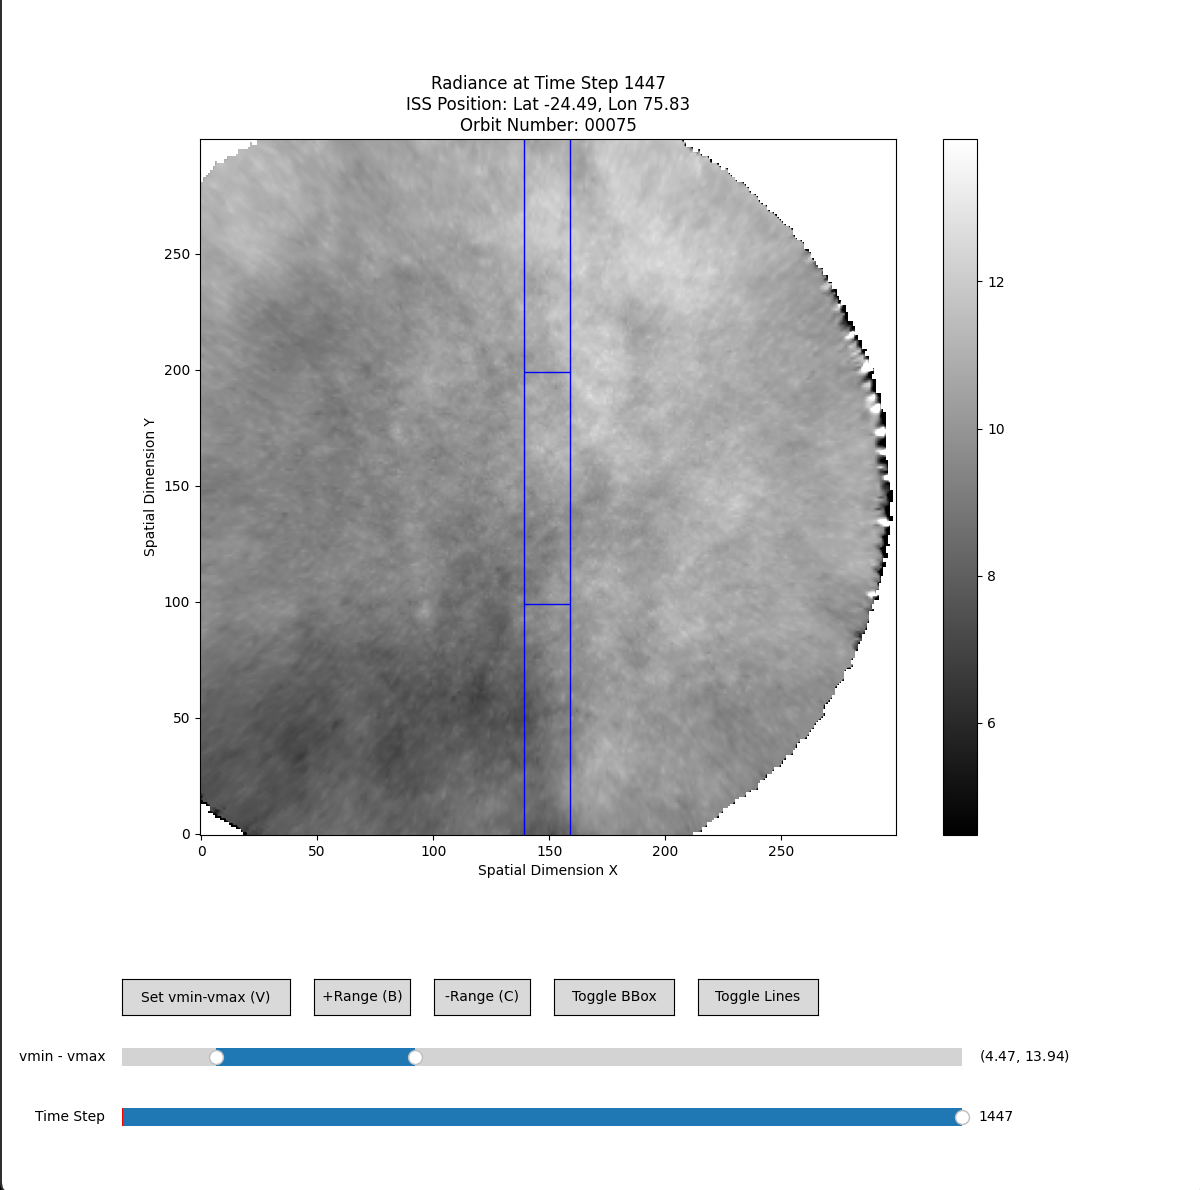 Radiance at Time Step 1447
ISS Position: Lat -24.49, Lon 75.83
Orbit Number: 00075
250
200
150
100
50
0
Spatial Dimension Y
0 50 100 150 200 250
Spatial Dimension X
12
10
8
6
Set vmin-vmax (V) +Range (B) -Range (C) Toggle BBox Toggle Lines
vmin - vmax (4.47, 13.94)
Time Step 1447